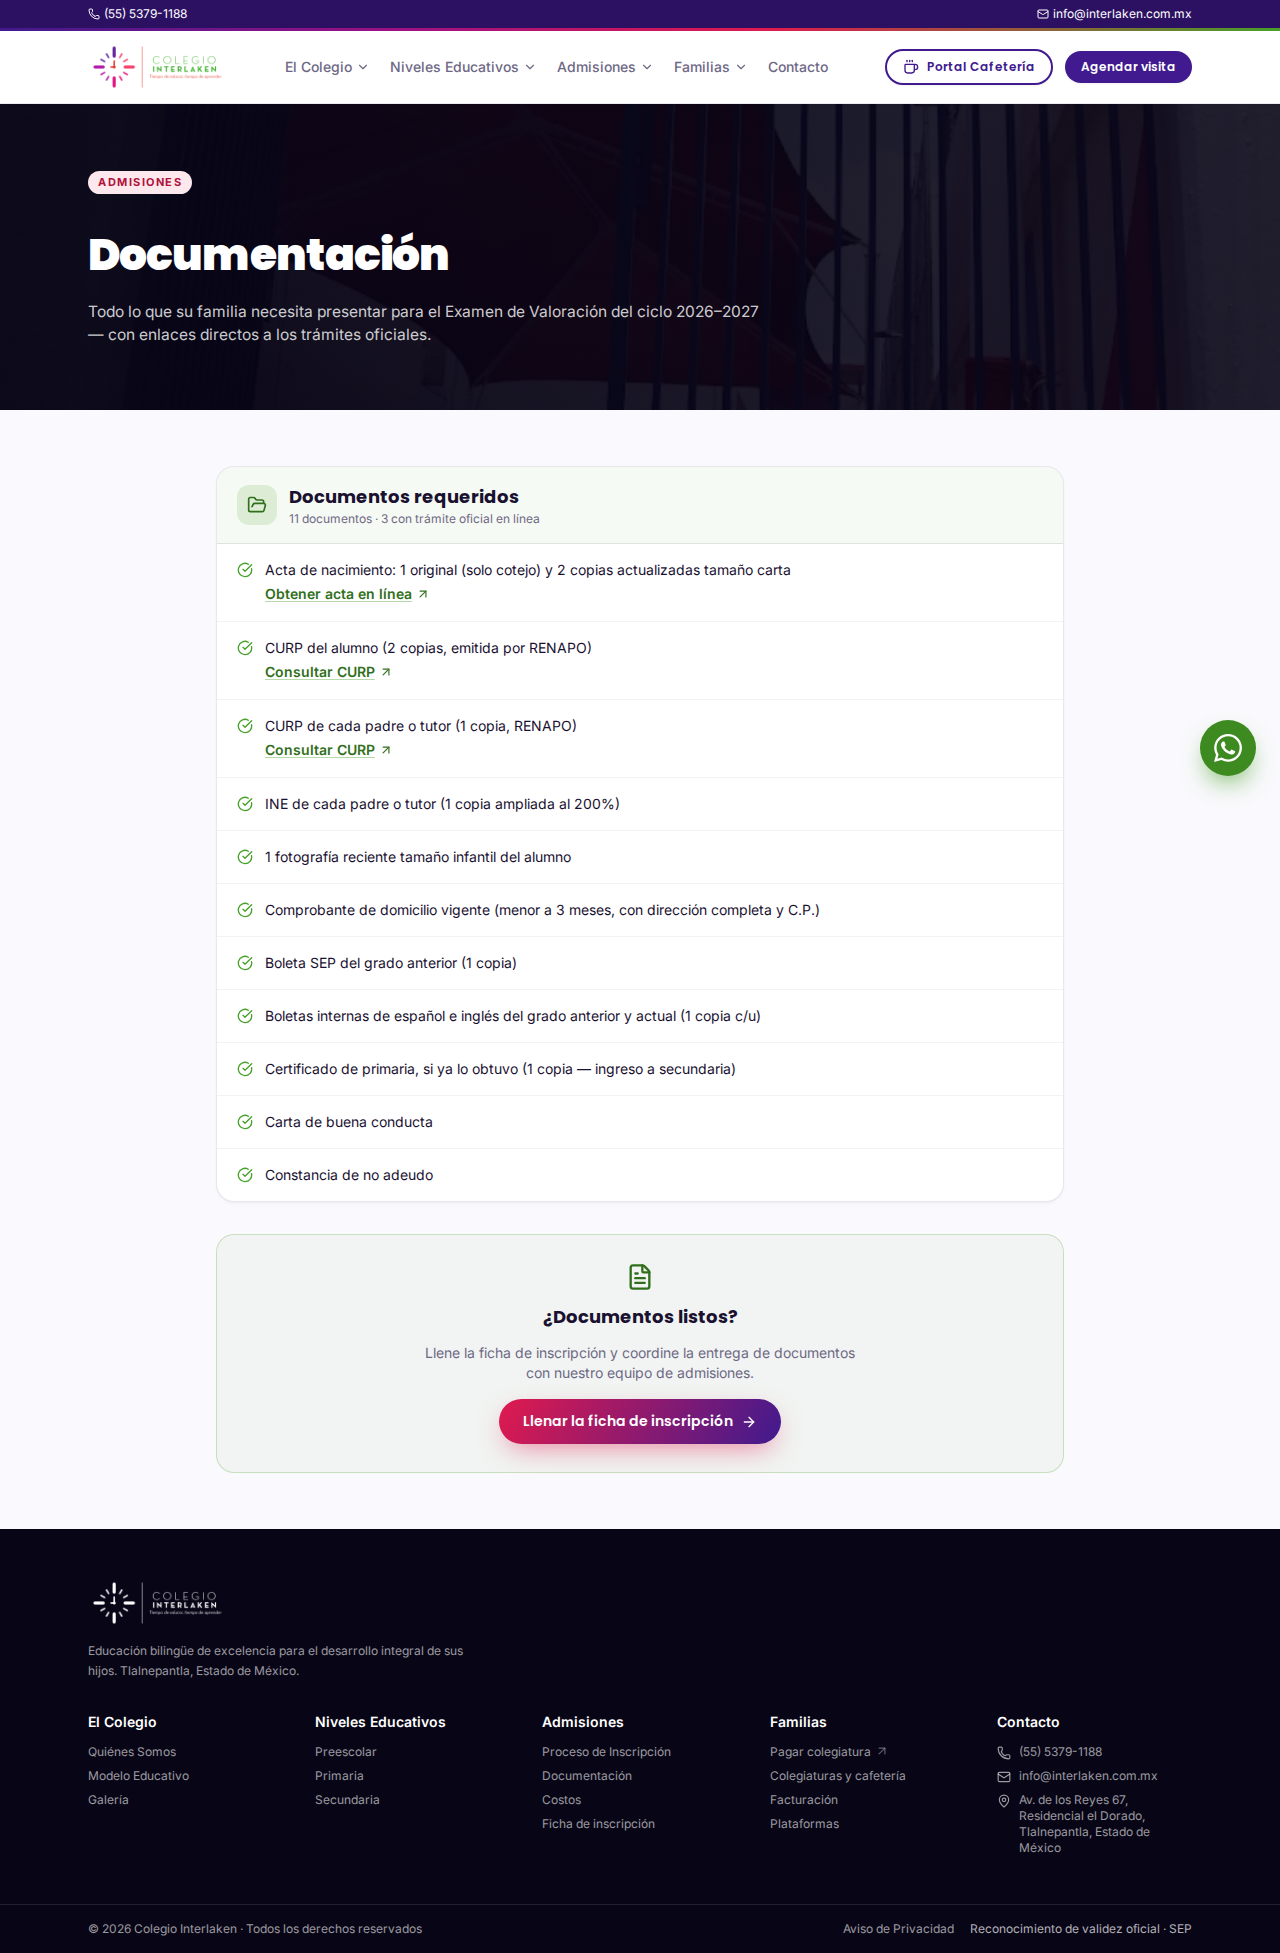 (55) 5379-1188
info@interlaken.com.mx
COLEGIO
INTERLAKEN
Tiempo de educar, tiempo de aprender
El Colegio
Niveles Educativos
Admisiones
Familias
Contacto
Portal Cafetería
Agendar visita
ADMISIONES
Documentación
Todo lo que su familia necesita presentar para el Examen de Valoración del ciclo 2026–2027
— con enlaces directos a los trámites oficiales.
Documentos requeridos
11 documentos · 3 con trámite oficial en línea
Acta de nacimiento: 1 original (solo cotejo) y 2 copias actualizadas tamaño carta
Obtener acta en línea
CURP del alumno (2 copias, emitida por RENAPO)
Consultar CURP
CURP de cada padre o tutor (1 copia, RENAPO)
Consultar CURP
INE de cada padre o tutor (1 copia ampliada al 200%)
1 fotografía reciente tamaño infantil del alumno
Comprobante de domicilio vigente (menor a 3 meses, con dirección completa y C.P.)
Boleta SEP del grado anterior (1 copia)
Boletas internas de español e inglés del grado anterior y actual (1 copia c/u)
Certificado de primaria, si ya lo obtuvo (1 copia — ingreso a secundaria)
Carta de buena conducta
Constancia de no adeudo
¿Documentos listos?
Llene la ficha de inscripción y coordine la entrega de documentos
con nuestro equipo de admisiones.
Llenar la ficha de inscripción
COLEGIO
INTERLAKEN
Tiempo de educar, tiempo de aprender
Educación bilingüe de excelencia para el desarrollo integral de sus
hijos. Tlalnepantla, Estado de México.
El Colegio
Quiénes Somos
Modelo Educativo
Galería
Niveles Educativos
Preescolar
Primaria
Secundaria
Admisiones
Proceso de Inscripción
Documentación
Costos
Ficha de inscripción
Familias
Pagar colegiatura
Colegiaturas y cafetería
Facturación
Plataformas
Contacto
(55) 5379-1188
info@interlaken.com.mx
Av. de los Reyes 67,
Residencial el Dorado,
Tlalnepantla, Estado de
México
© 2026 Colegio Interlaken · Todos los derechos reservados
Aviso de Privacidad
Reconocimiento de validez oficial · SEP